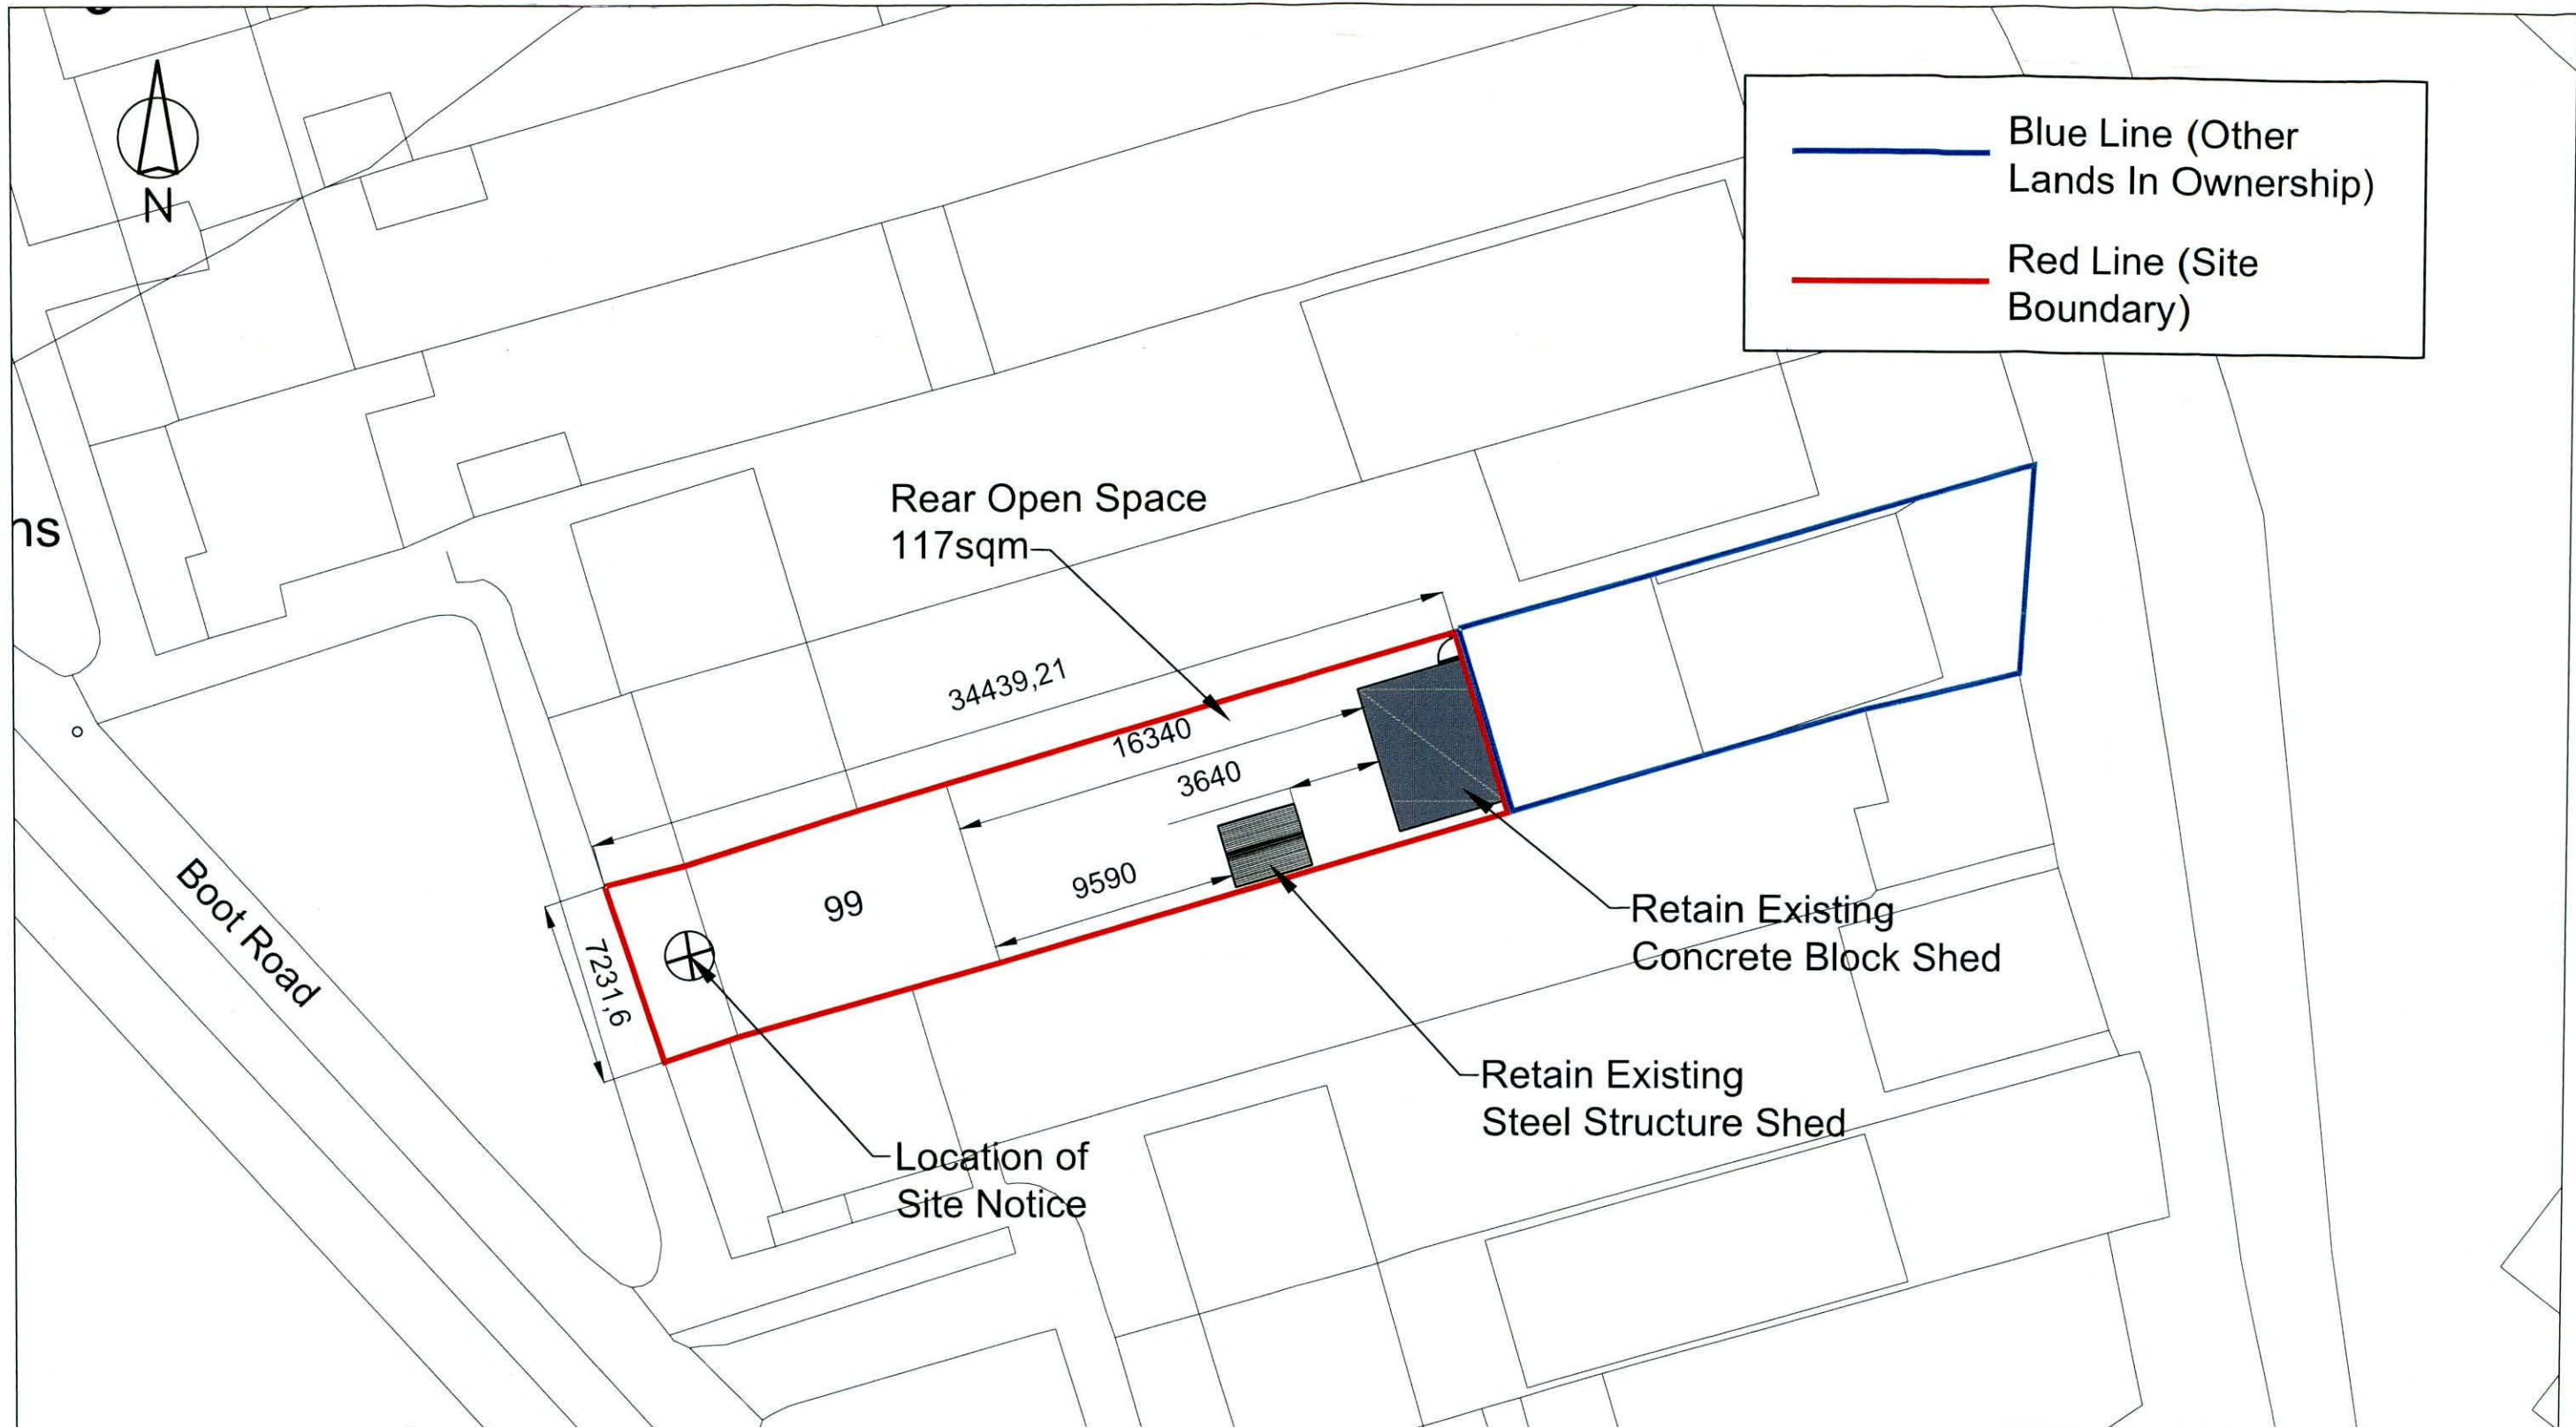 N
Blue Line (Other
Lands In Ownership)
Red Line (Site
Boundary)
ns
Rear Open Space
117sqm
34439,21
16340
3640
9590
99
7231,6
Boot Road
Retain Existing
Concrete Block Shed
Retain Existing
Steel Structure Shed
Location of
Site Notice